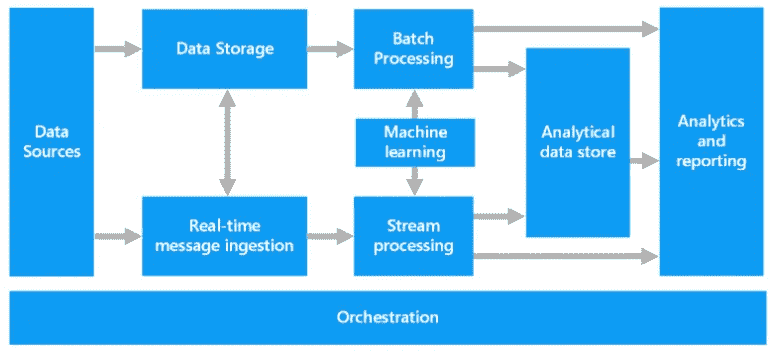 Data
Sources
Data Storage
Batch
Processing
Machine
learning
Real-time
message ingestion
Stream
processing
Analytical
data store
Analytics
and
reporting
Orchestration